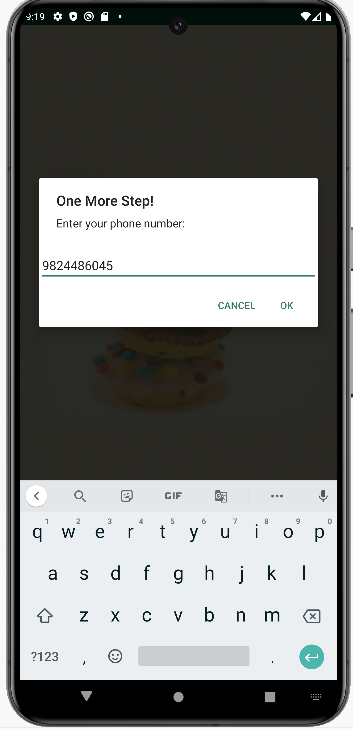 9:19
One More Step!
Enter your phone number:
9824486045
CANCEL OK
GIF
1 2 3 4 5 6 7 8 9 0
q w e r t y u i o p
a s d f g h j k l
z x c v b n m
?123 , .